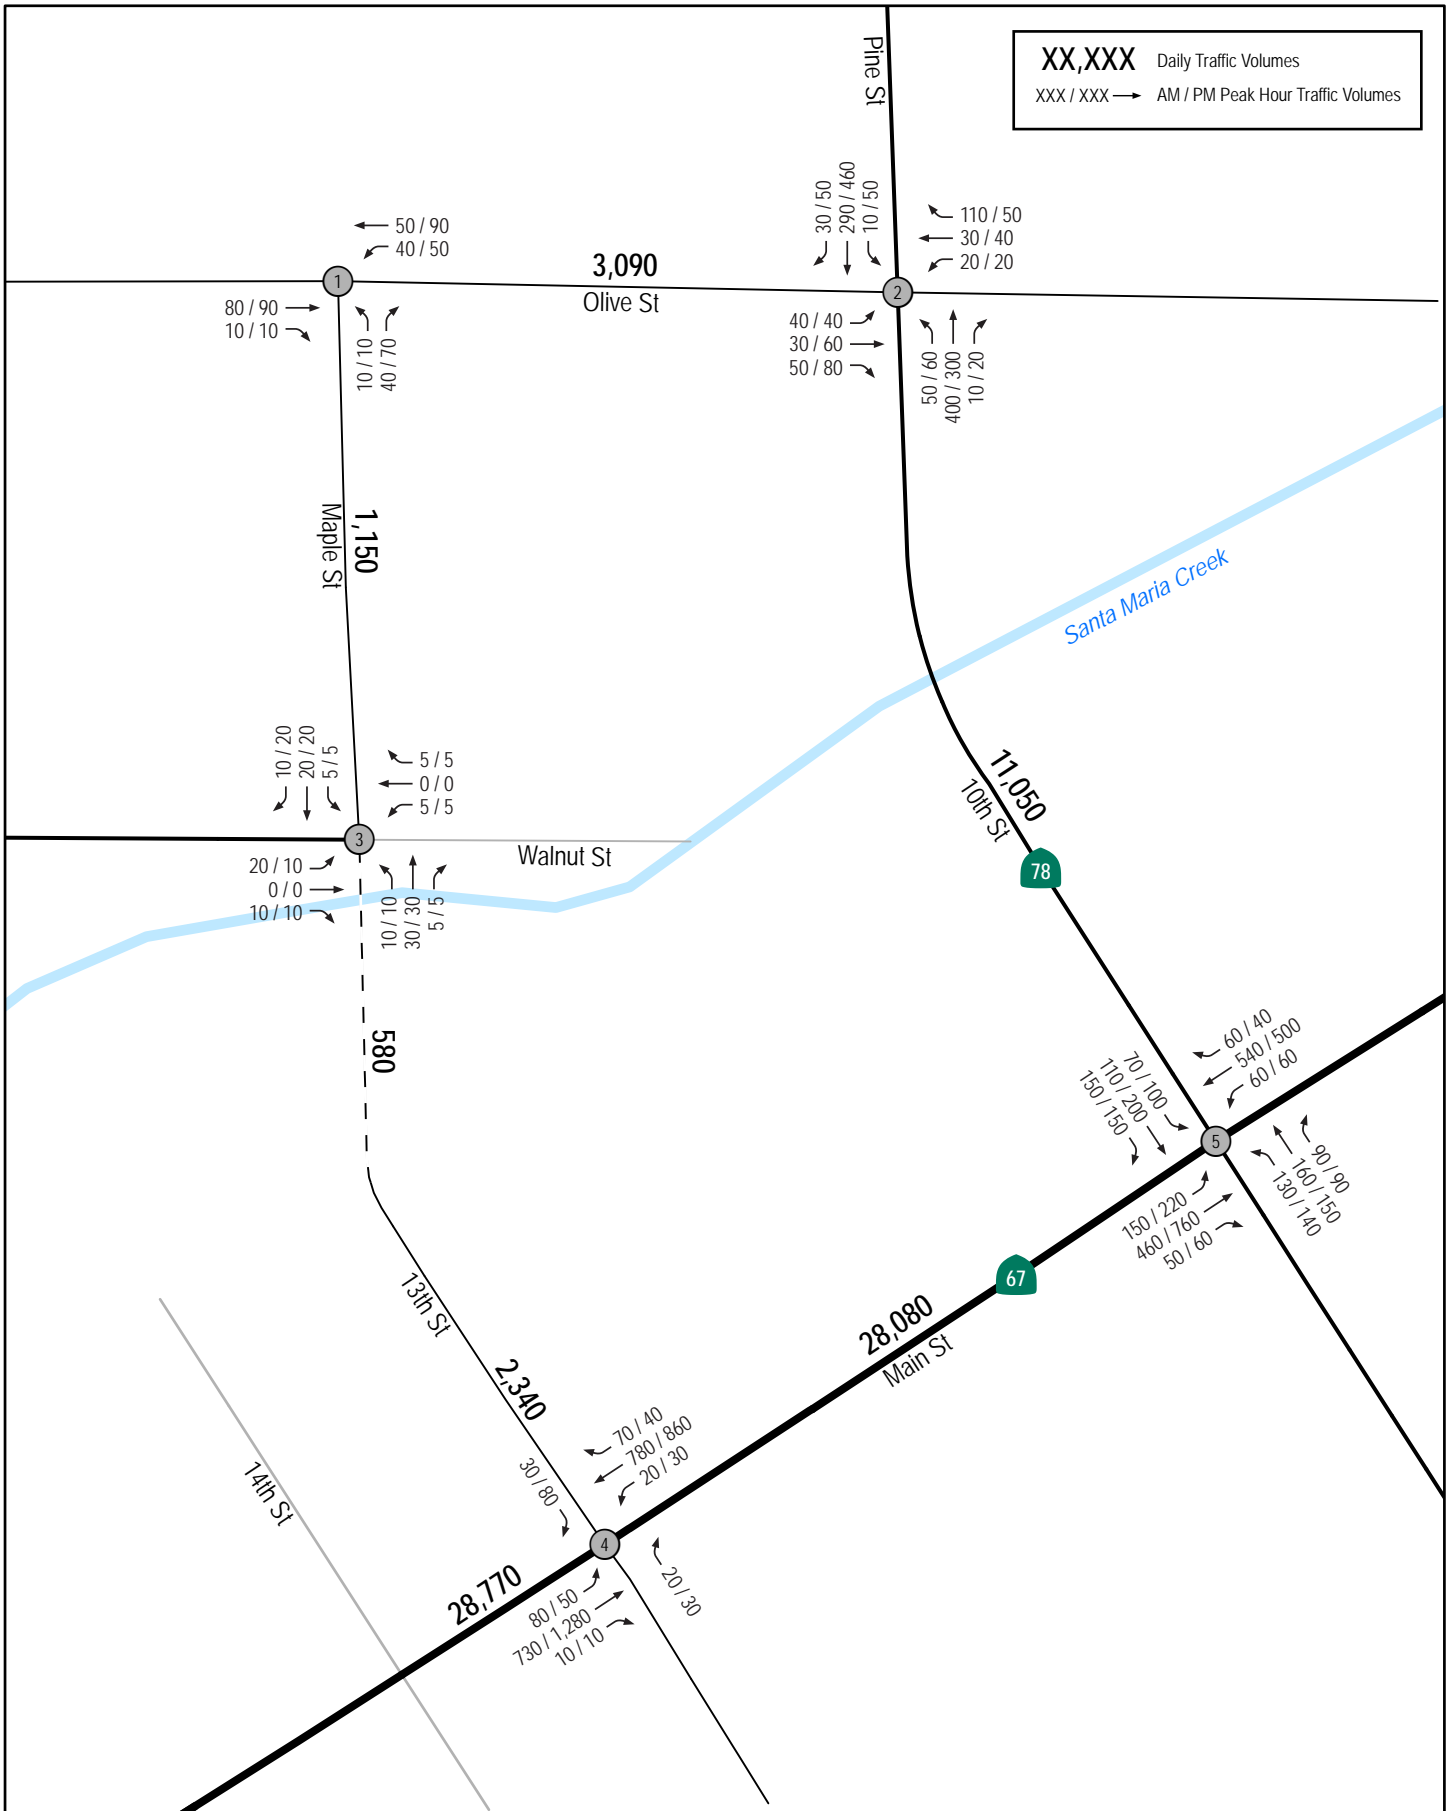 XX,XXX Daily Traffic Volumes
XXX / XXX AM / PM Peak Hour Traffic Volumes
Pine St
30 / 50
290 / 460
10 / 50
110 / 50
30 / 40
20 / 20
50 / 90
40 / 50
1
3,090
Olive St
2
80 / 90
10 / 10
10 / 10
40 / 70
40 / 40
30 / 60
50 / 80
50 / 60
400 / 300
10 / 20
Maple St
1,150
Santa Maria Creek
10 / 20
20 / 20
5 / 5
5 / 5
0 / 0
5 / 5
3
Walnut St
20 / 10
0 / 0
10 / 10
10 / 10
30 / 30
5 / 5
11,050
10th St
78
580
60 / 40
540 / 500
60 / 60
70 / 100
110 / 200
150 / 150
5
90 / 90
160 / 150
130 / 140
150 / 220
460 / 760
50 / 60
67
28,080
Main St
13th St
2,340
70 / 40
780 / 860
20 / 30
30 / 80
14th St
4
28,770
20 / 30
80 / 50
730 / 1,280
10 / 10